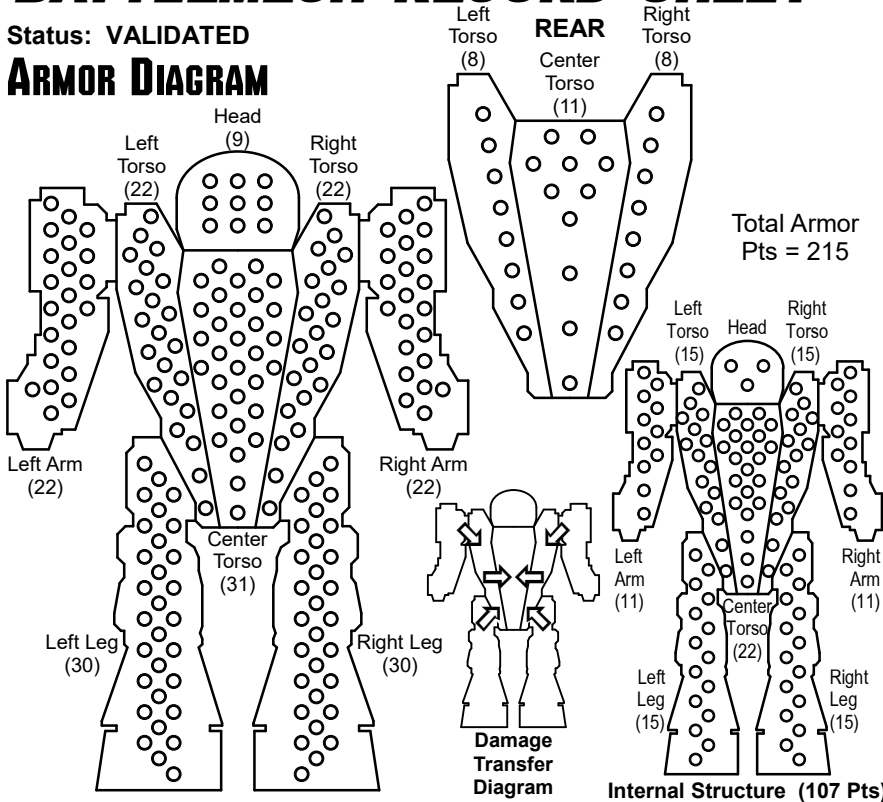 BATTLEMECH RECORD SHEET
Status: VALIDATED
ARMOR DIAGRAM
Head
(9)
Left
Torso
(22)
Right
Torso
(22)
Left Arm
(22)
Right Arm
(22)
Center
Torso
(31)
Left Leg
(30)
Right Leg
(30)
Left
Torso
(8)
REAR
Center
Torso
(11)
Right
Torso
(8)
Total Armor
Pts = 215
Damage
Transfer
Diagram
Left
Torso
(15)
Head
Right
Torso
(15)
Left
Arm
(11)
Right
Arm
(11)
Center
Torso
(22)
Left
Leg
(15)
Right
Leg
(15)
Internal Structure (107 Pts)